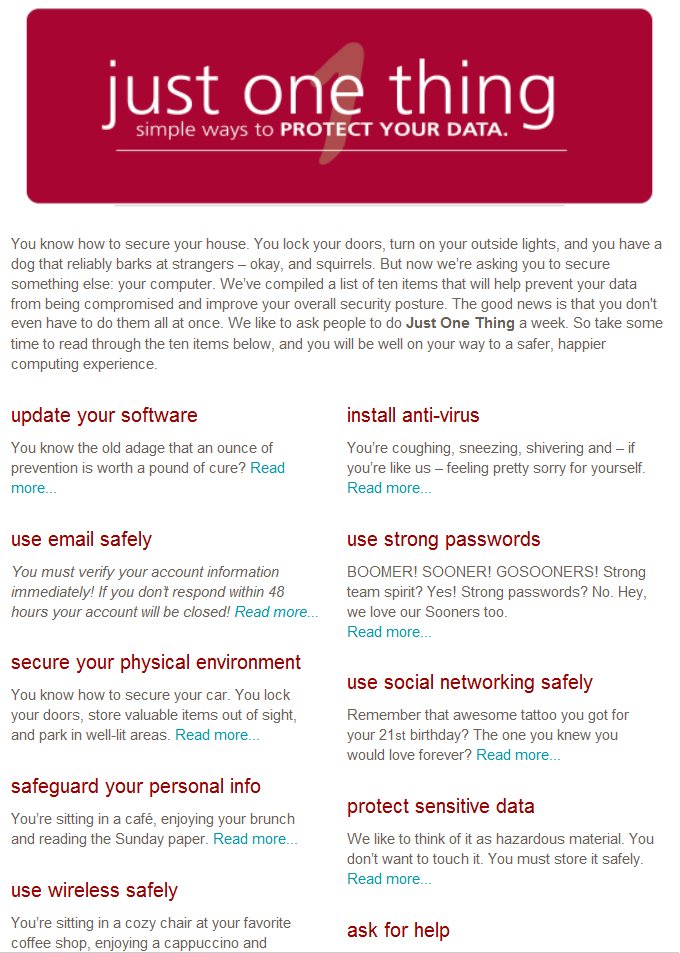 just one thing
1
simple ways to PROTECT YOUR DATA.
You know how to secure your house. You lock your doors, turn on your outside lights, and you have a
dog that reliably barks at strangers – okay, and squirrels. But now we're asking you to secure
something else: your computer. We've compiled a list of ten items that will help prevent your data
from being compromised and improve your overall security posture. The good news is that you don't
even have to do them all at once. We like to ask people to do Just One Thing a week. So take some
time to read through the ten items below, and you will be well on your way to a safer, happier
computing experience.
update your software
You know the old adage that an ounce of
prevention is worth a pound of cure? Read
more...
use email safely
You must verify your account information
immediately! If you don't respond within 48
hours your account will be closed! Read more...
secure your physical environment
You know how to secure your car. You lock
your doors, store valuable items out of sight,
and park in well-lit areas. Read more...
safeguard your personal info
You're sitting in a café, enjoying your brunch
and reading the Sunday paper. Read more...
use wireless safely
You're sitting in a cozy chair at your favorite
coffee shop, enjoying a cappuccino and
install anti-virus
You're coughing, sneezing, shivering and – if
you're like us – feeling pretty sorry for yourself.
Read more...
use strong passwords
BOOMER! SOONER! GOSOONERS! Strong
team spirit? Yes! Strong passwords? No. Hey,
we love our Sooners too.
Read more...
use social networking safely
Remember that awesome tattoo you got for
your 21st birthday? The one you knew you
would love forever? Read more...
protect sensitive data
We like to think of it as hazardous material. You
don't want to touch it. You must store it safely.
Read more...
ask for help